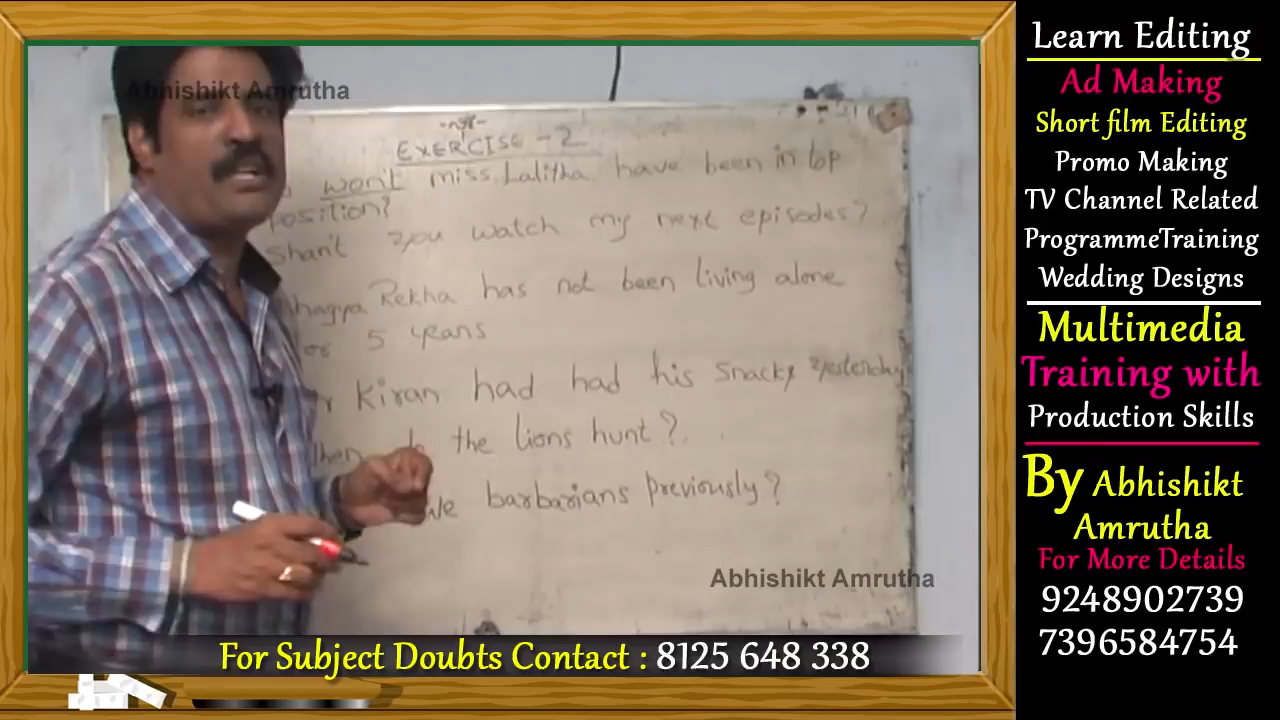 Abhishikt Amrutha
EXERCISE - 2
won't miss Lalitha have been in top
position?
Shan't you watch my next episodes?
Rekha has not been living alone
5 years
Kiran had had his snacks yesterday
the lions hunt?
barbarians previously?
Abhishikt Amrutha
For Subject Doubts Contact : 8125 648 338
Learn Editing
Ad Making
Short film Editing
Promo Making
TV Channel Related
ProgrammeTraining
Wedding Designs
Multimedia
Training with
Production Skills
By Abhishikt
Amrutha
For More Details
9248902739
7396584754